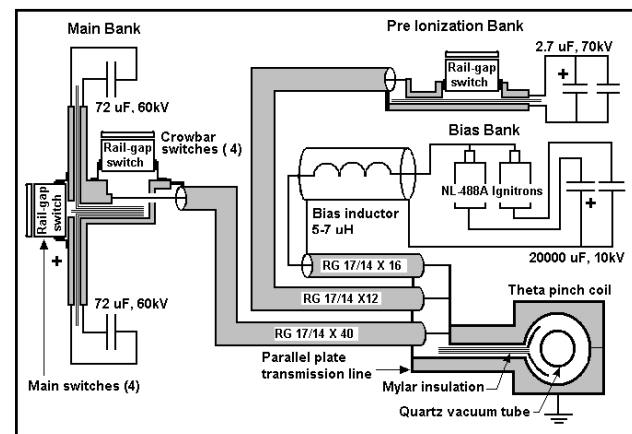 Main Bank
72 uF, 60kV
Rail-gap
switch
Crowbar
switches ( 4)
Rail-gap
switch
+
72 uF, 60kV
Main switches (4)
Pre Ionization Bank
2.7 uF, 70kV
Rail-gap
switch
+
Bias Bank
NL-488A
Ignitrons
+
Bias inductor
5-7 uH
20000 uF, 10kV
RG 17/14 X 16
RG 17/14 X12
RG 17/14 X 40
Theta pinch coil
Parallel plate
transmission line
Mylar insulation
Quartz vacuum tube